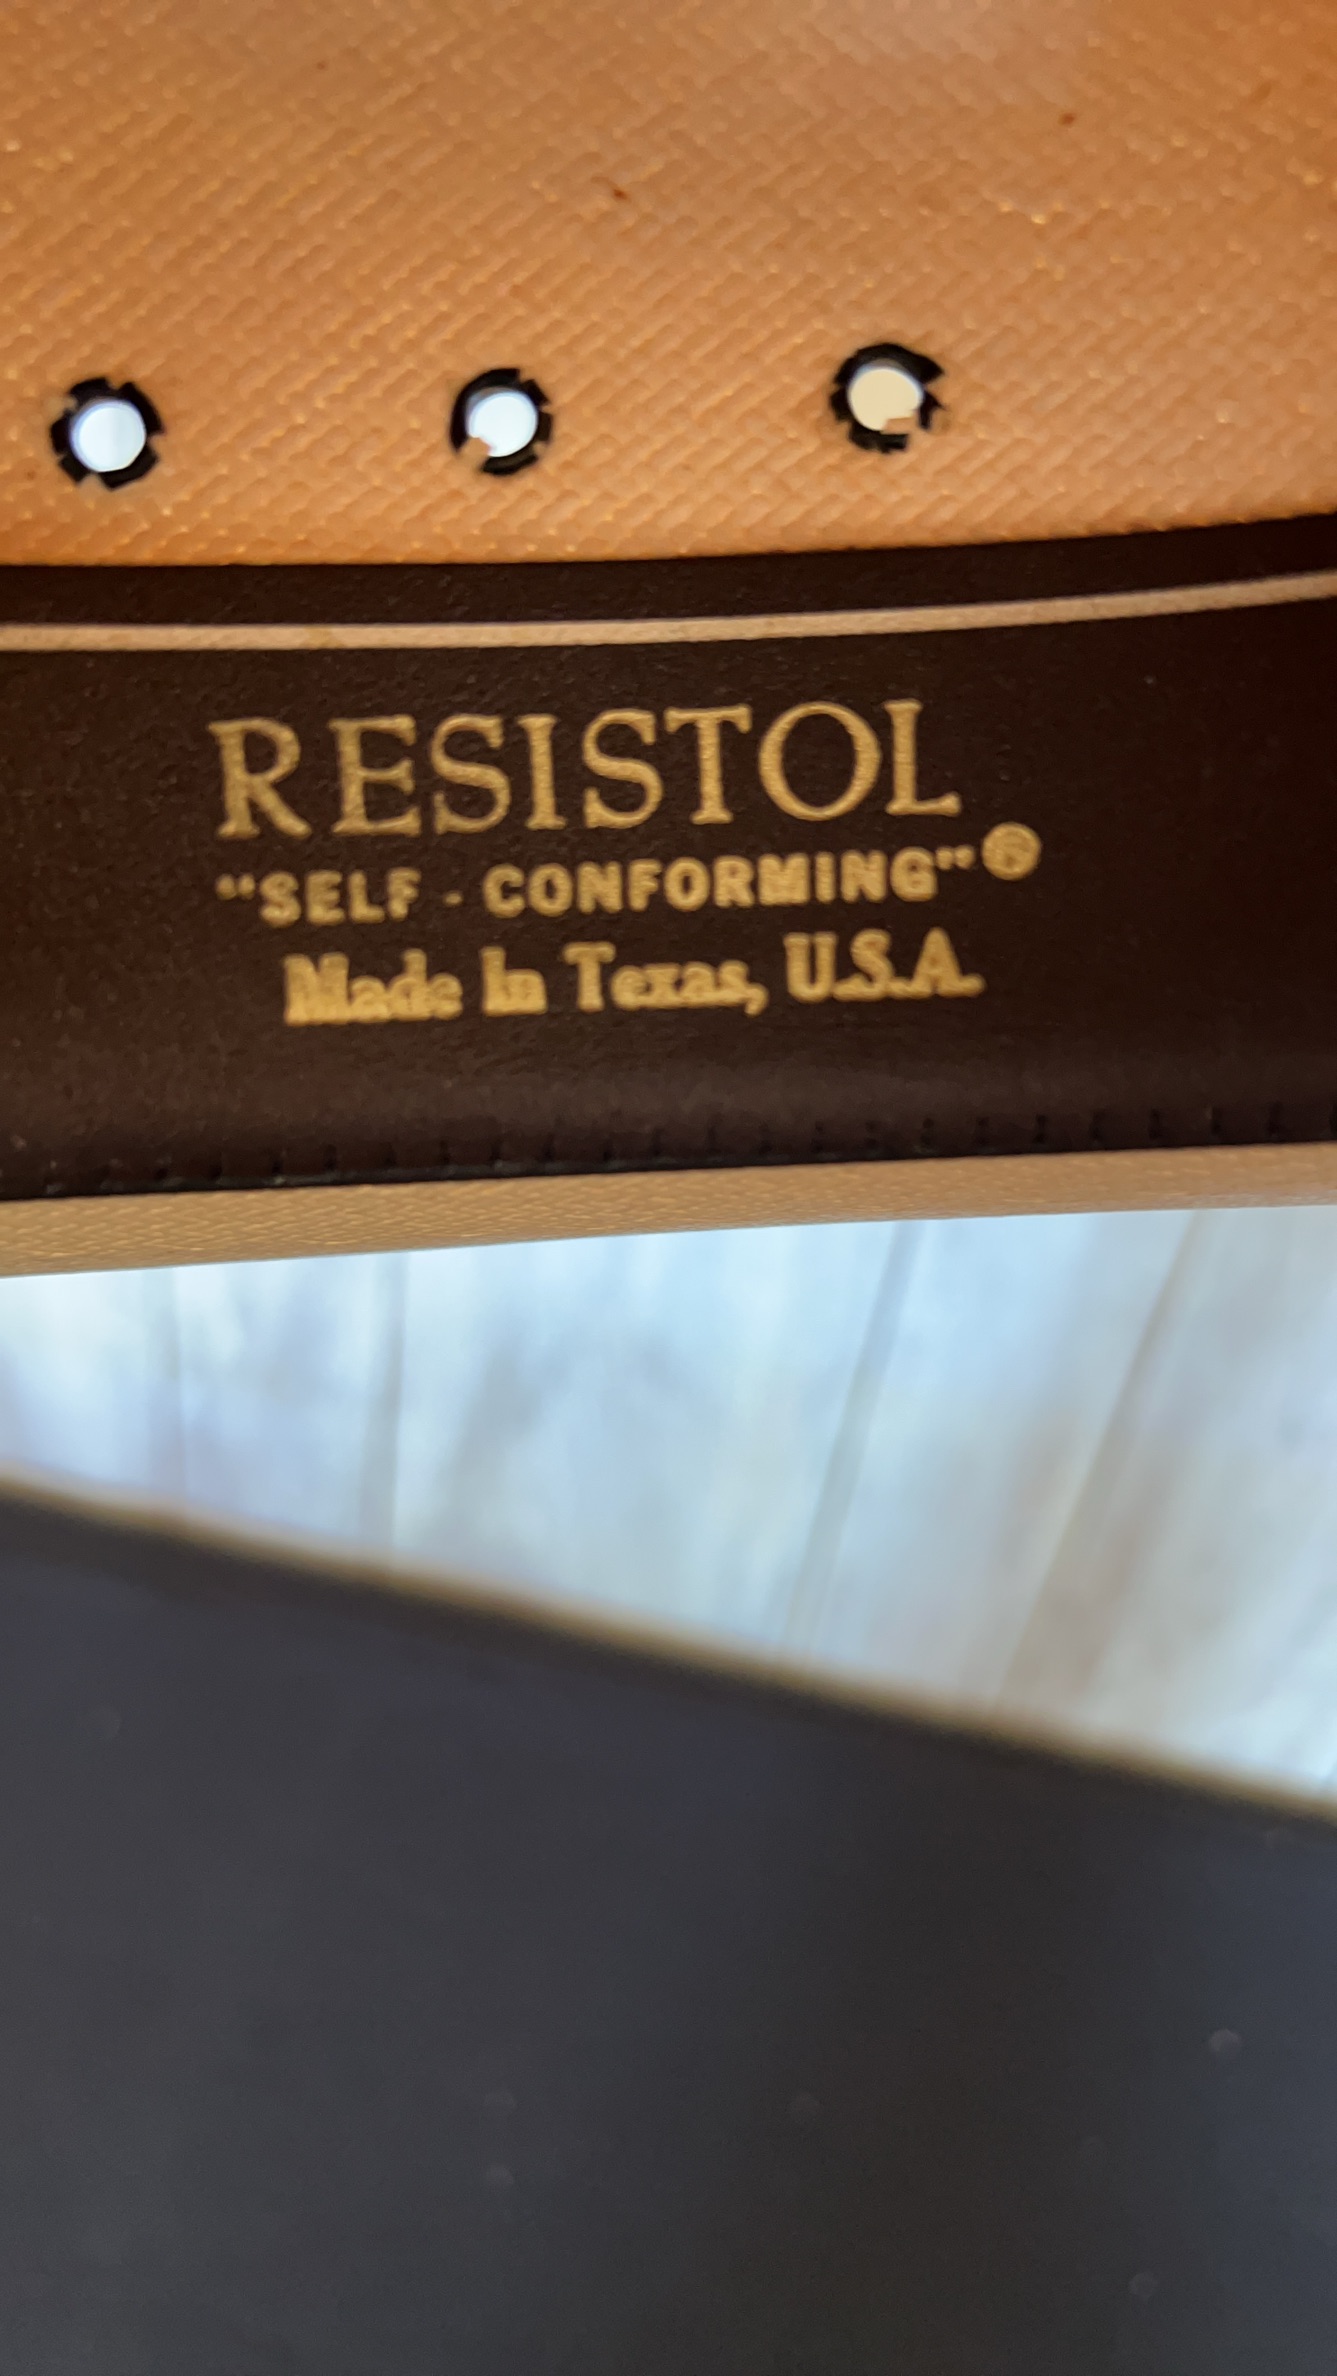 RESISTOL
"SELF - CONFORMING"®
Made In Texas, U.S.A.